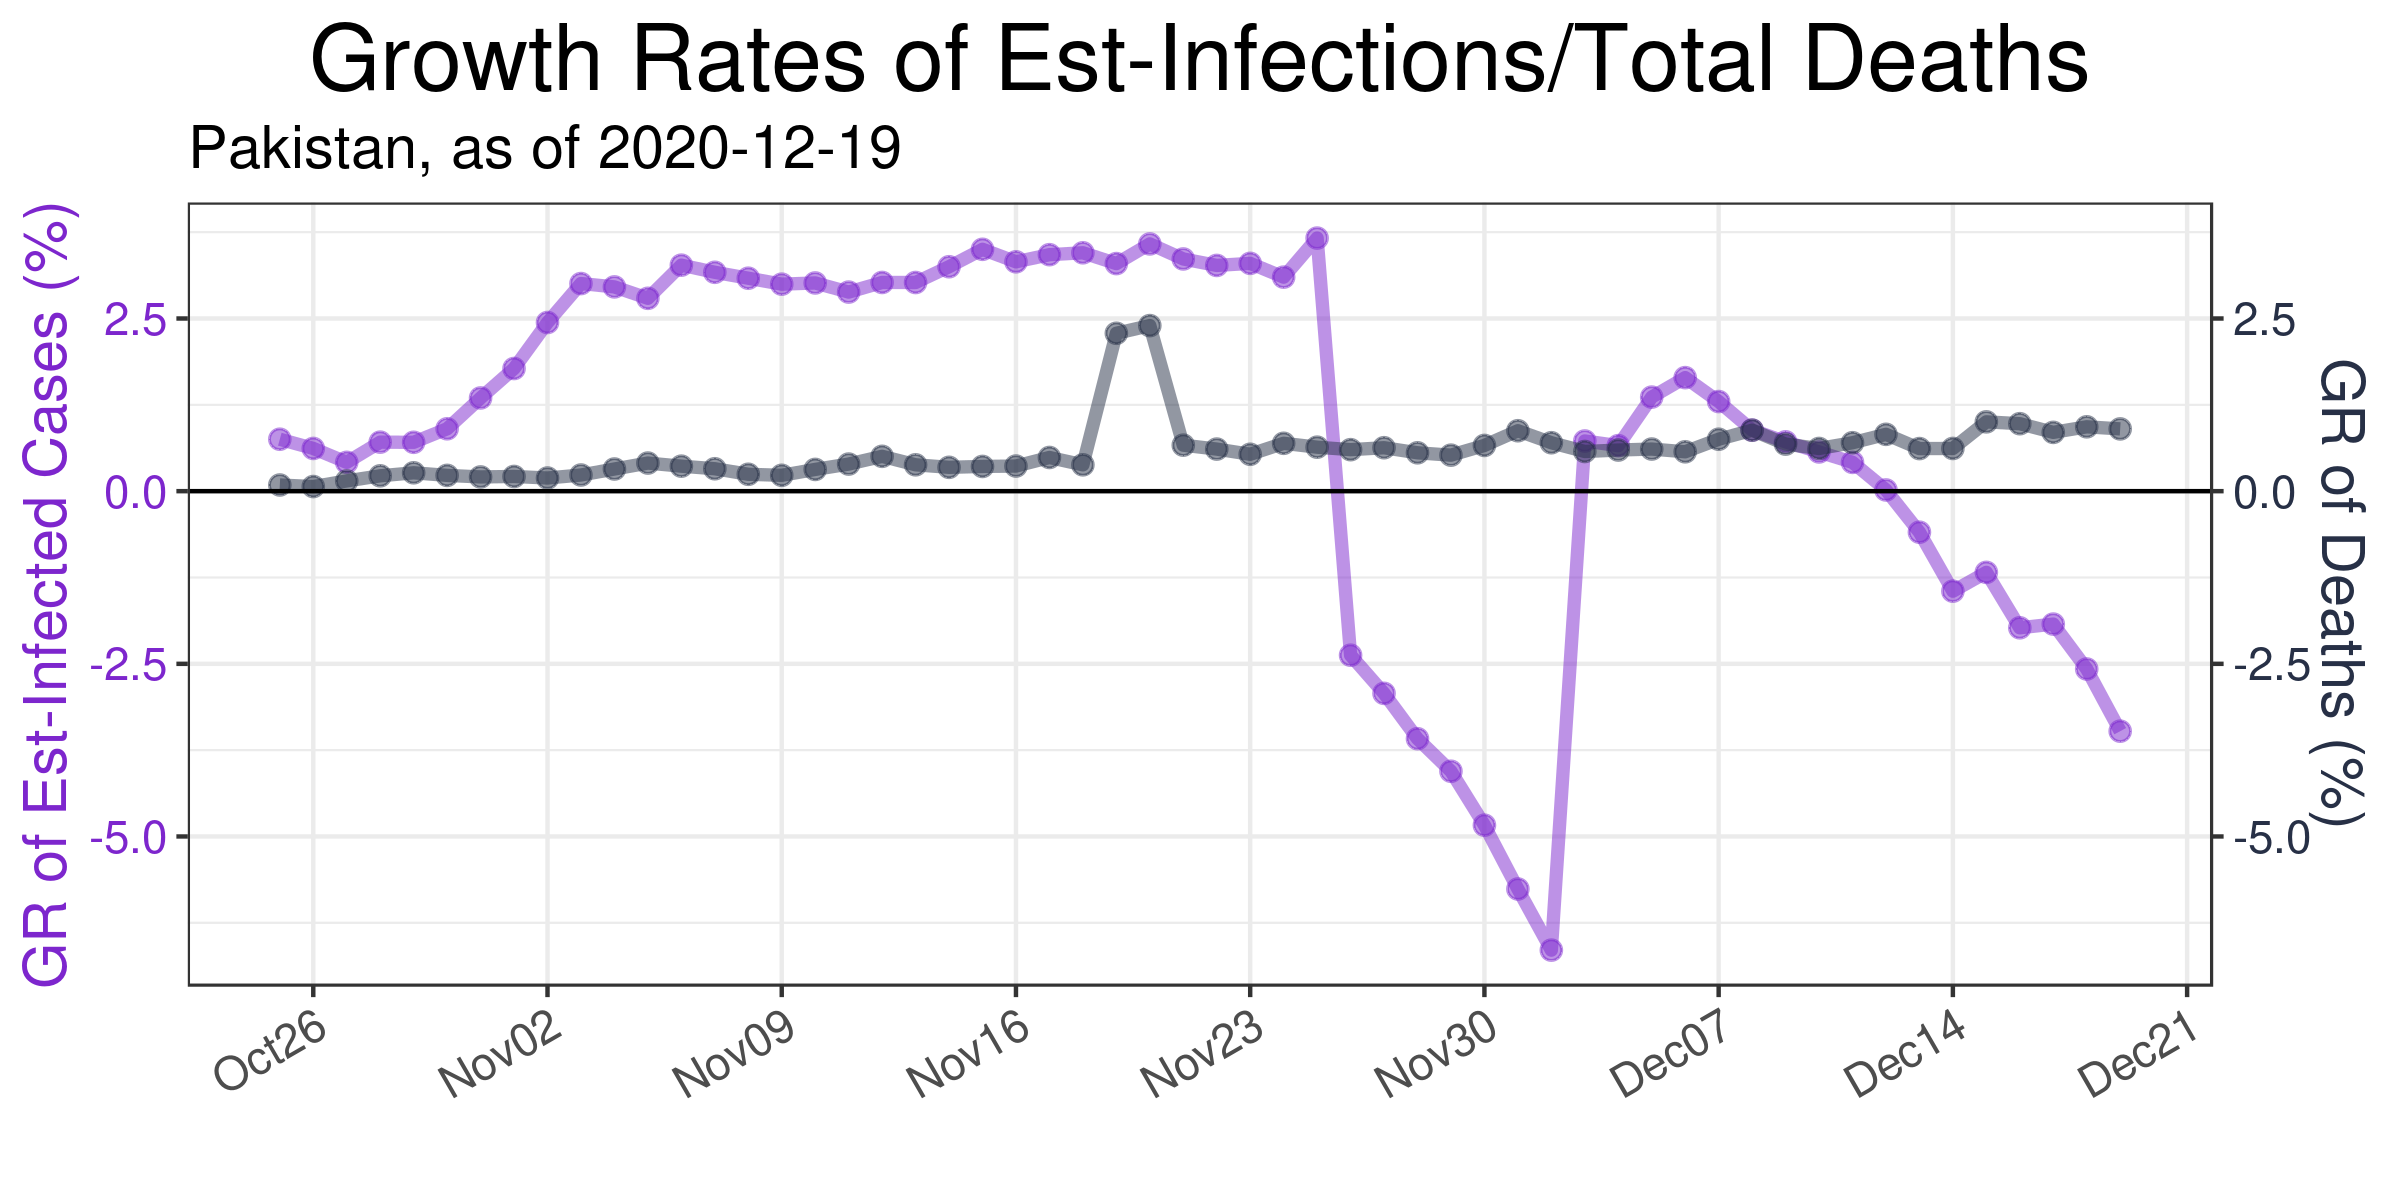 Growth Rates of Est-Infections/Total Deaths
Pakistan, as of 2020-12-19
GR of Est-Infected Cases (%)
2.5
0.0
-2.5
-5.0
2.5
0.0
-2.5
-5.0
GR of Deaths (%)
Oct26
Nov02
Nov09
Nov16
Nov23
Nov30
Dec07
Dec14
Dec21